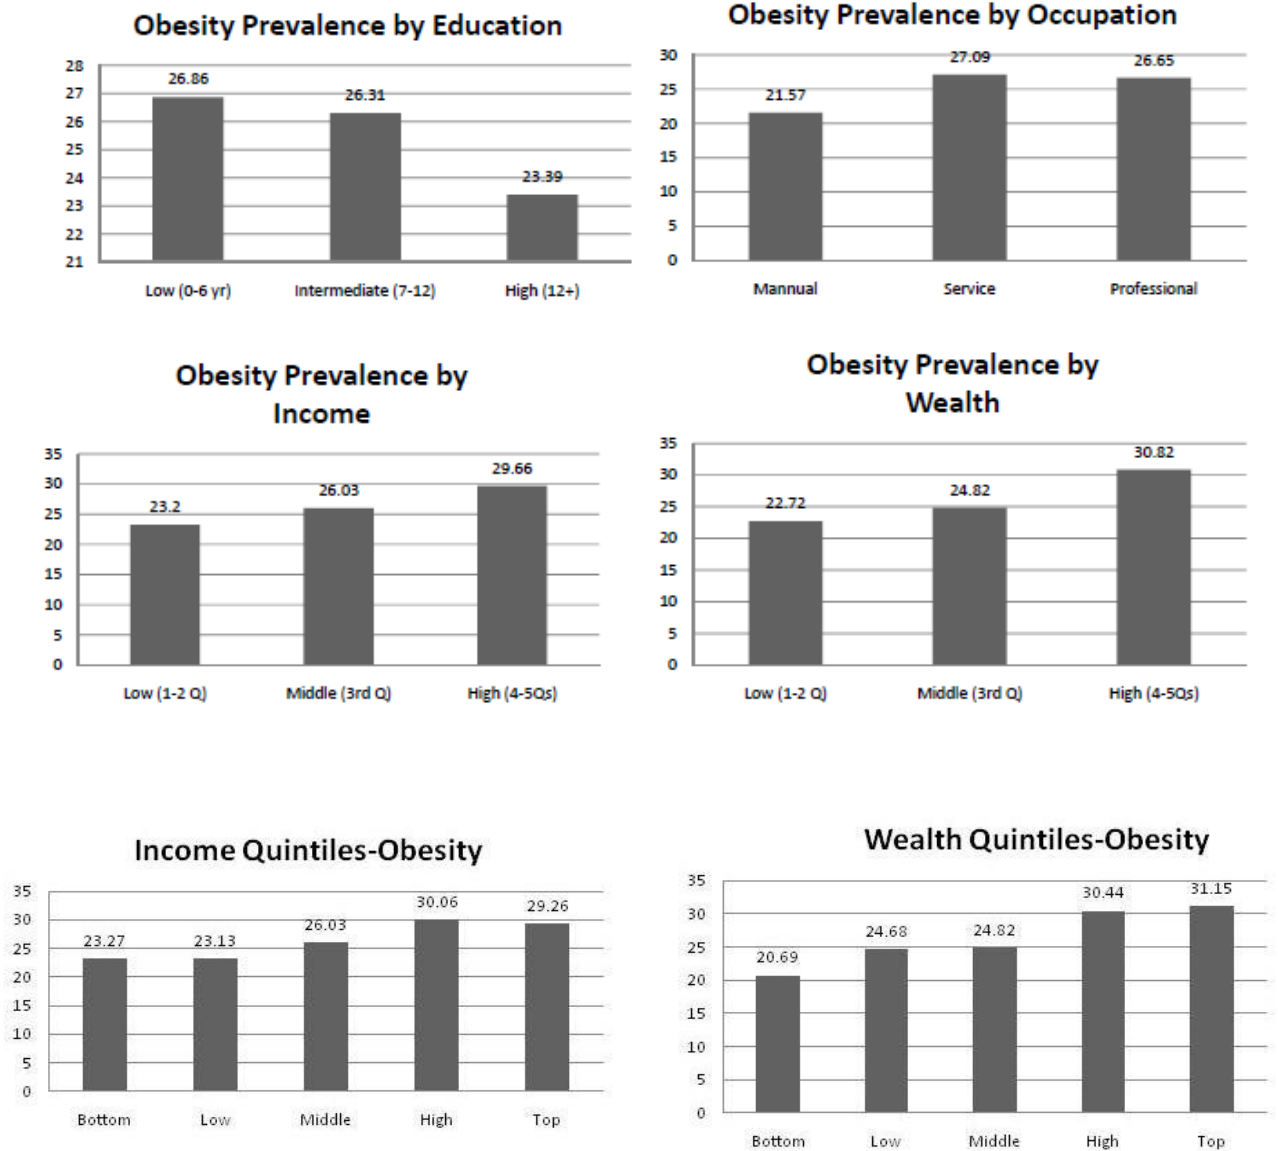 Obesity Prevalence by Education
28
27
26
25
24
23
22
21
26.86
26.31
23.39
Low (0-6 yr)
Intermediate (7-12)
High (12+)
Obesity Prevalence by Occupation
30
25
20
15
10
5
0
21.57
27.09
26.65
Mannual
Service
Professional
Obesity Prevalence by
Income
35
30
25
20
15
10
5
0
23.2
26.03
29.66
Low (1-2 Q)
Middle (3rd Q)
High (4-5Qs)
Obesity Prevalence by
Wealth
35
30
25
20
15
10
5
0
22.72
24.82
30.82
Low (1-2 Q)
Middle (3rd Q)
High (4-5Qs)
Income Quintiles-Obesity
35
30
25
20
15
10
5
0
23.27
23.13
26.03
30.06
29.26
Bottom
Low
Middle
High
Top
Wealth Quintiles-Obesity
35
30
25
20
15
10
5
0
20.69
24.68
24.82
30.44
31.15
Bottom
Low
Middle
High
Top